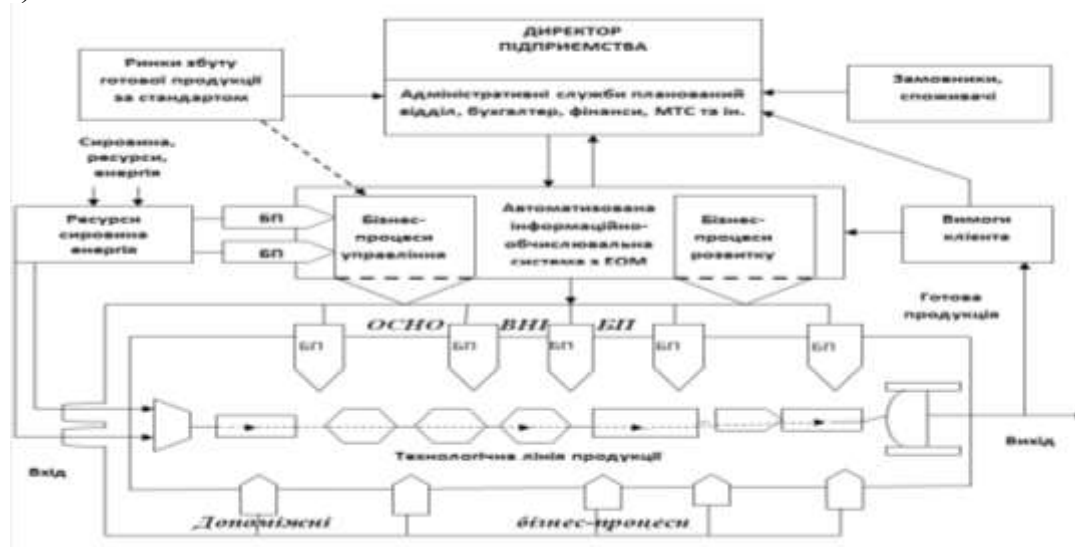 ДИРЕКТОР
ПІДПРИЄМСТВА
Адміністративні служби плановий
відділ, бухгалтер, фінанси, МТС та ін.
Ринки збуту
готової продукції
за стандартом
Замовники,
споживачі
Сировина,
ресурси,
енергія
Ресурси
сировина
енергія
БП
БП
Бізнес-
процеси
управління
Автоматизована
інформаційно-
обчислювальна
система з ЕОМ
Бізнес-
процеси
розвитку
Вимоги
клієнта
Готова
продукція
ОСНО ВНІ БП
БП БП БП БП БП
Технологічна лінія продукції
Вхід
Вихід
Допоміжні бізнес-процеси